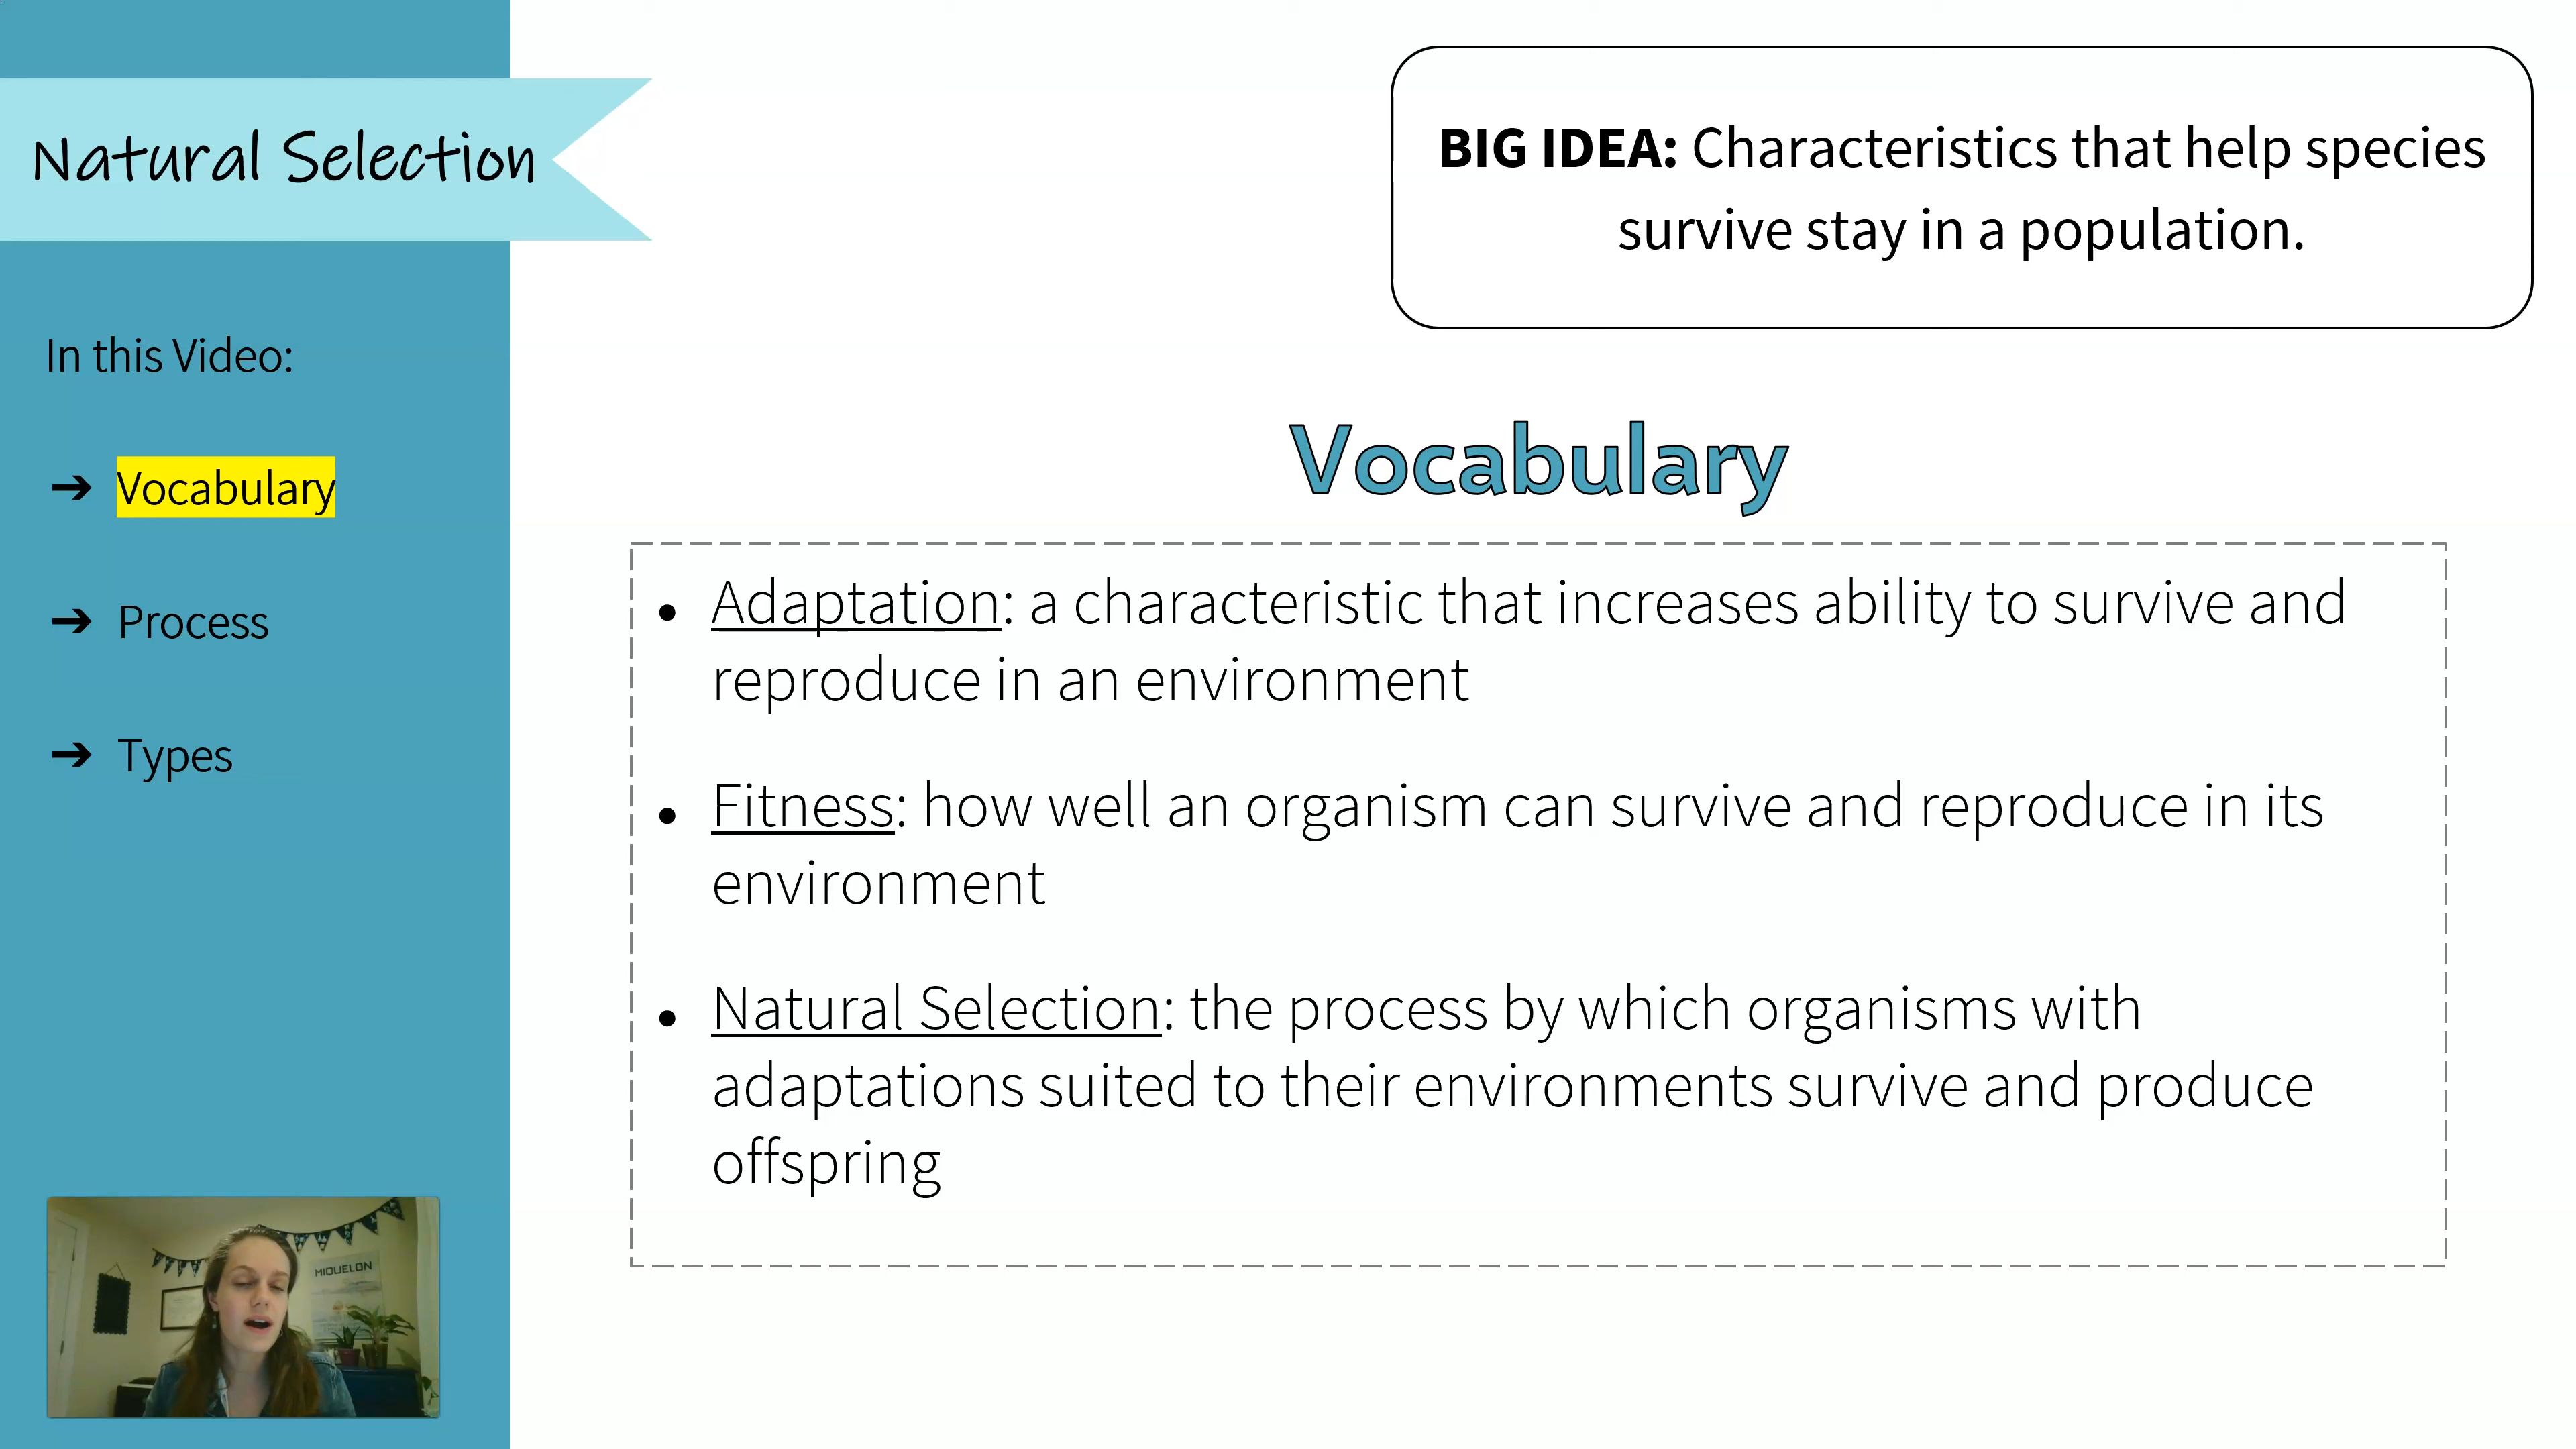 Natural Selection
BIG IDEA: Characteristics that help species
survive stay in a population.
In this Video:
➔ Vocabulary
➔ Process
➔ Types
Vocabulary
● Adaptation: a characteristic that increases ability to survive and
reproduce in an environment
● Fitness: how well an organism can survive and reproduce in its
environment
● Natural Selection: the process by which organisms with
adaptations suited to their environments survive and produce
offspring
MIQUELON